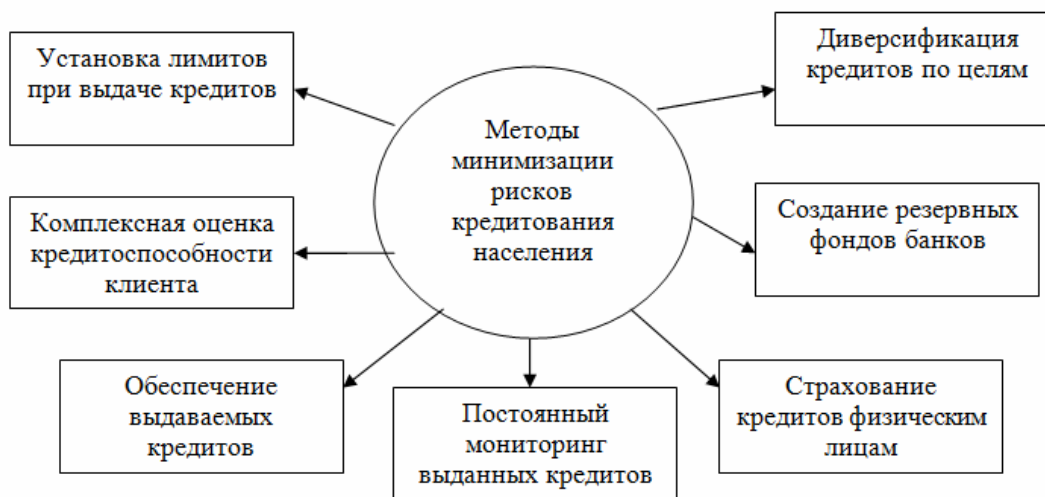 Установка лимитов
при выдаче кредитов
Диверсификация
кредитов по целям
Методы
минимизации
рисков
кредитования
населения
Комплексная оценка
кредитоспособности
клиента
Создание резервных
фондов банков
Обеспечение
выдаваемых
кредитов
Постоянный
мониторинг
выданных кредитов
Страхование
кредитов физическим
лицам